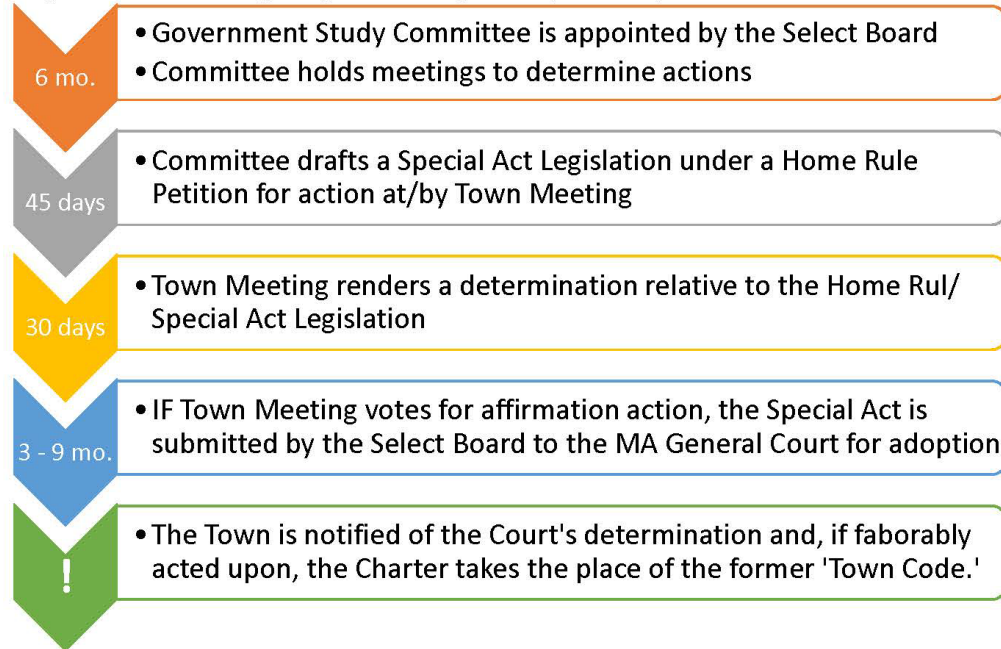 6 mo.
• Government Study Committee is appointed by the Select Board
• Committee holds meetings to determine actions
45 days
• Committee drafts a Special Act Legislation under a Home Rule
Petition for action at/by Town Meeting
30 days
• Town Meeting renders a determination relative to the Home Rul/
Special Act Legislation
3 - 9 mo.
• IF Town Meeting votes for affirmation action, the Special Act is
submitted by the Select Board to the MA General Court for adoption
!
• The Town is notified of the Court's determination and, if faborably
acted upon, the Charter takes the place of the former 'Town Code.'